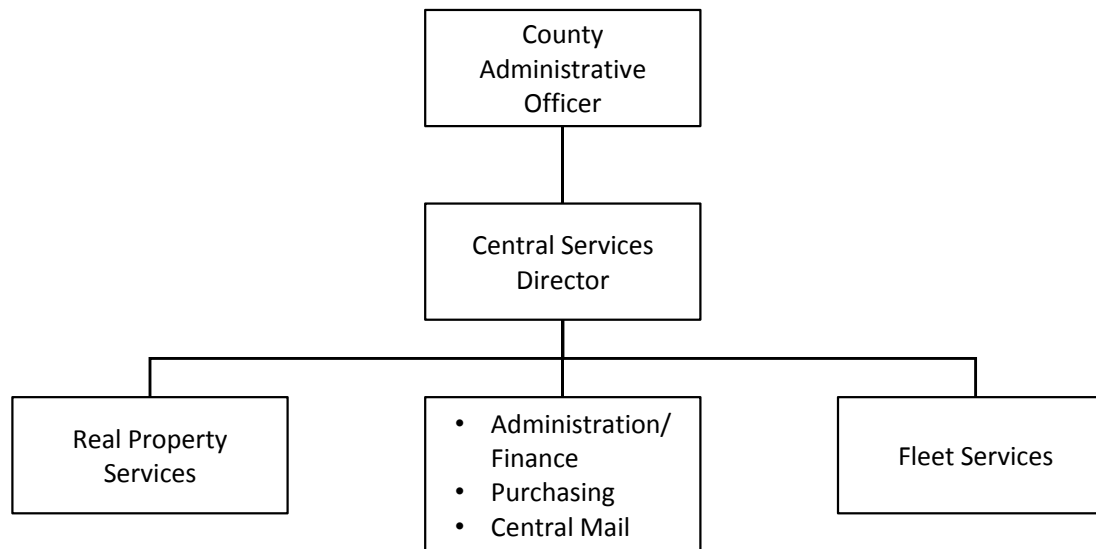 County
Administrative
Officer
Central Services
Director
Real Property
Services
• Administration/
Finance
• Purchasing
• Central Mail
Fleet Services